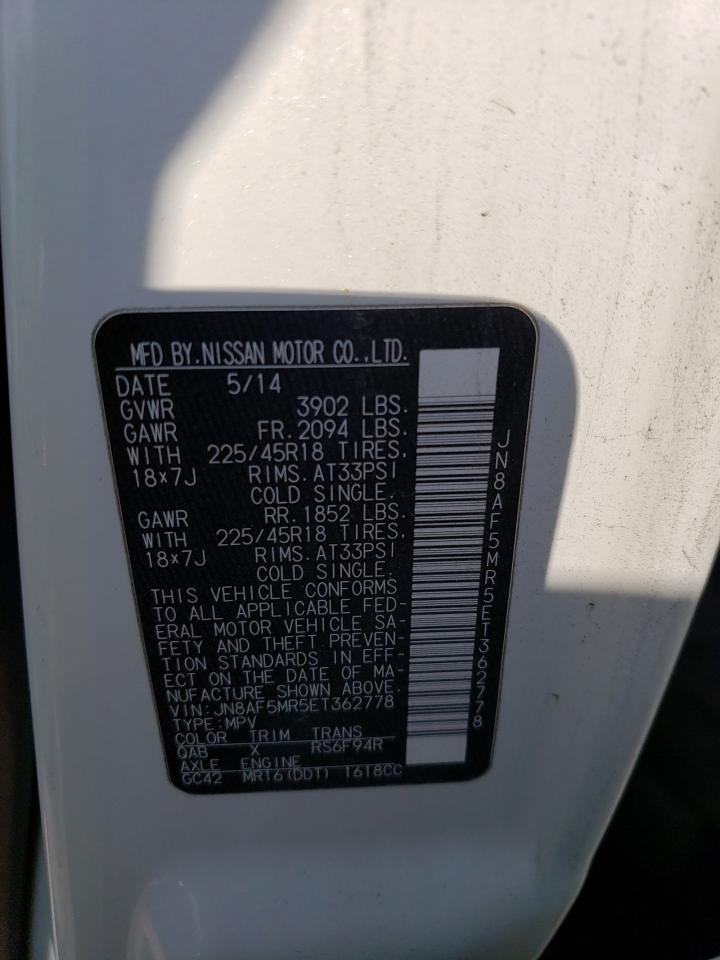 MFD BY.NISSAN MOTOR CO.,LTD.
DATE 5/14
GVWR 3902 LBS.
GAWR FR. 2094 LBS.
WITH 225/45R18 TIRES.
18×7J RIMS. AT33PSI
COLD SINGLE.
GAWR RR. 1852 LBS.
WITH 225/45R18 TIRES.
18×7J RIMS. AT33PSI
COLD SINGLE.
THIS VEHICLE CONFORMS
TO ALL APPLICABLE FED-
ERAL MOTOR VEHICLE SA-
FETY AND THEFT PREVEN-
TION STANDARDS IN EFF-
ECT ON THE DATE OF MA-
NUFACTURE SHOWN ABOVE.
VIN: JN8AF5MR5ET362778
TYPE: MPV
COLOR TRIM TRANS
QAB X RS6F94R
AXLE ENGINE
GC42 MR16(DDT) 1618CC
JN8AF5MR5ET362778